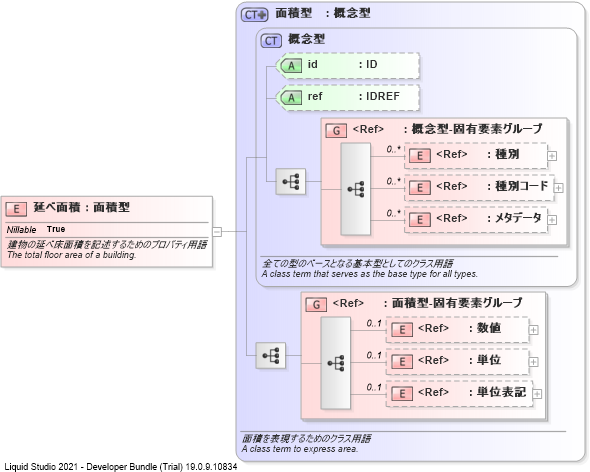 CT 面積型 : 概念型
CT 概念型
A id : ID
A ref : IDREF
G <Ref> : 概念型-固有要素グループ
0..*
E <Ref> : 種別
0..*
E <Ref> : 種別コード
0..*
E <Ref> : メタデータ
全ての型のベースとなる基本型としてのクラス用語
A class term that serves as the base type for all types.
E 延べ面積 : 面積型
Nillable True
建物の延べ床面積を記述するためのプロパティ用語
The total floor area of a building.
G <Ref> : 面積型-固有要素グループ
0..1
E <Ref> : 数値
0..1
E <Ref> : 単位
0..1
E <Ref> : 単位表記
面積を表現するためのクラス用語
A class term to express area.
Liquid Studio 2021 - Developer Bundle (Trial) 19.0.9.10834